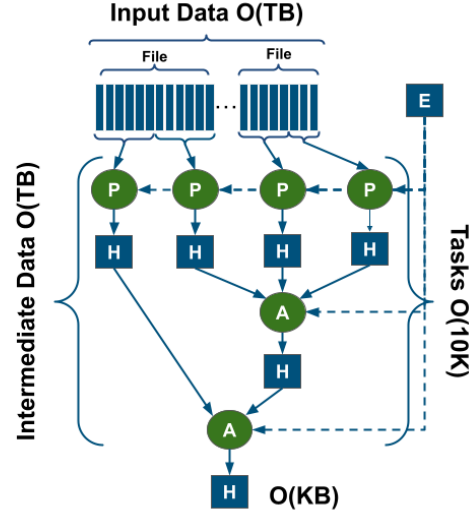 Input Data O(TB)
File
File
...
E
Intermediate Data O(TB)
P
P
P
P
Tasks O(10K)
H
H
H
H
A
H
A
H
O(KB)